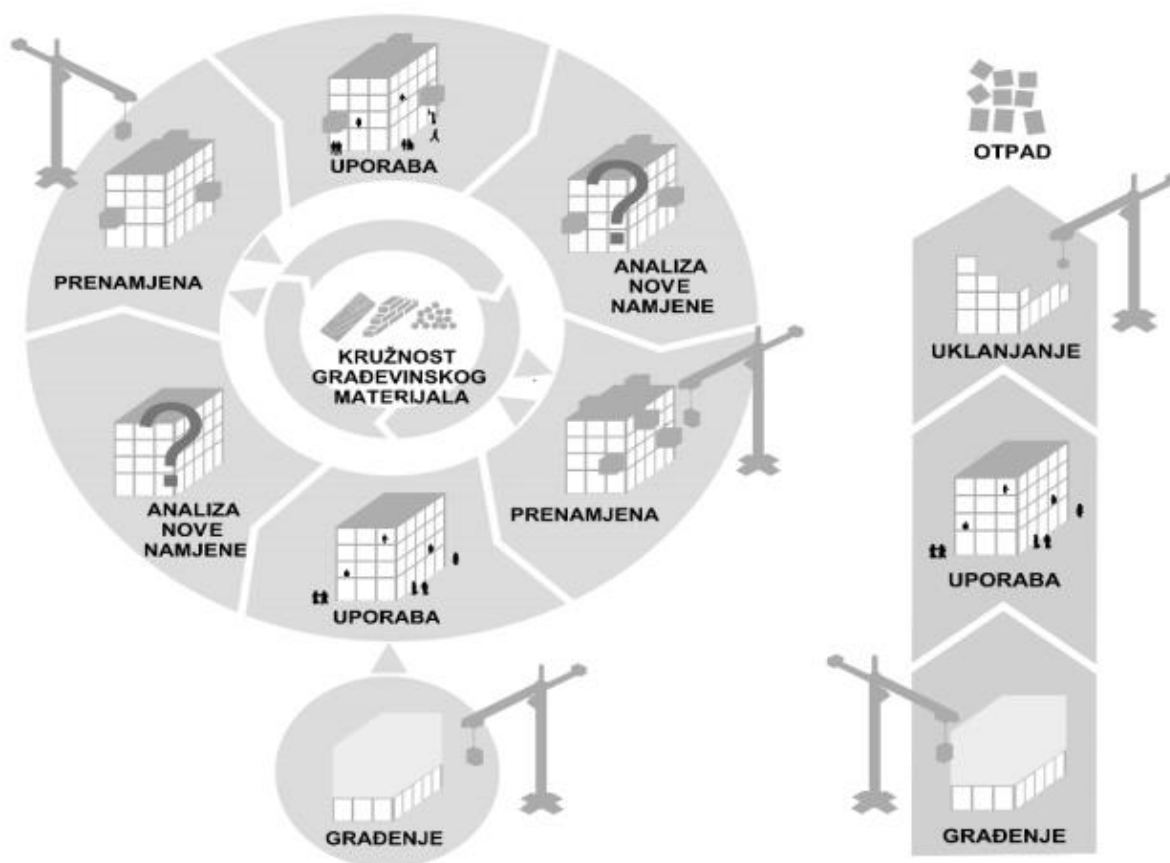 UPORABA
PRENAMJENA
ANALIZA
NOVE
NAMJENE
KRUŽNOST
GRAĐEVINSKOG
MATERIJALA
ANALIZA
NOVE
NAMJENE
PRENAMJENA
UPORABA
GRAĐENJE
OTPAD
UKLANJANJE
UPORABA
GRAĐENJE